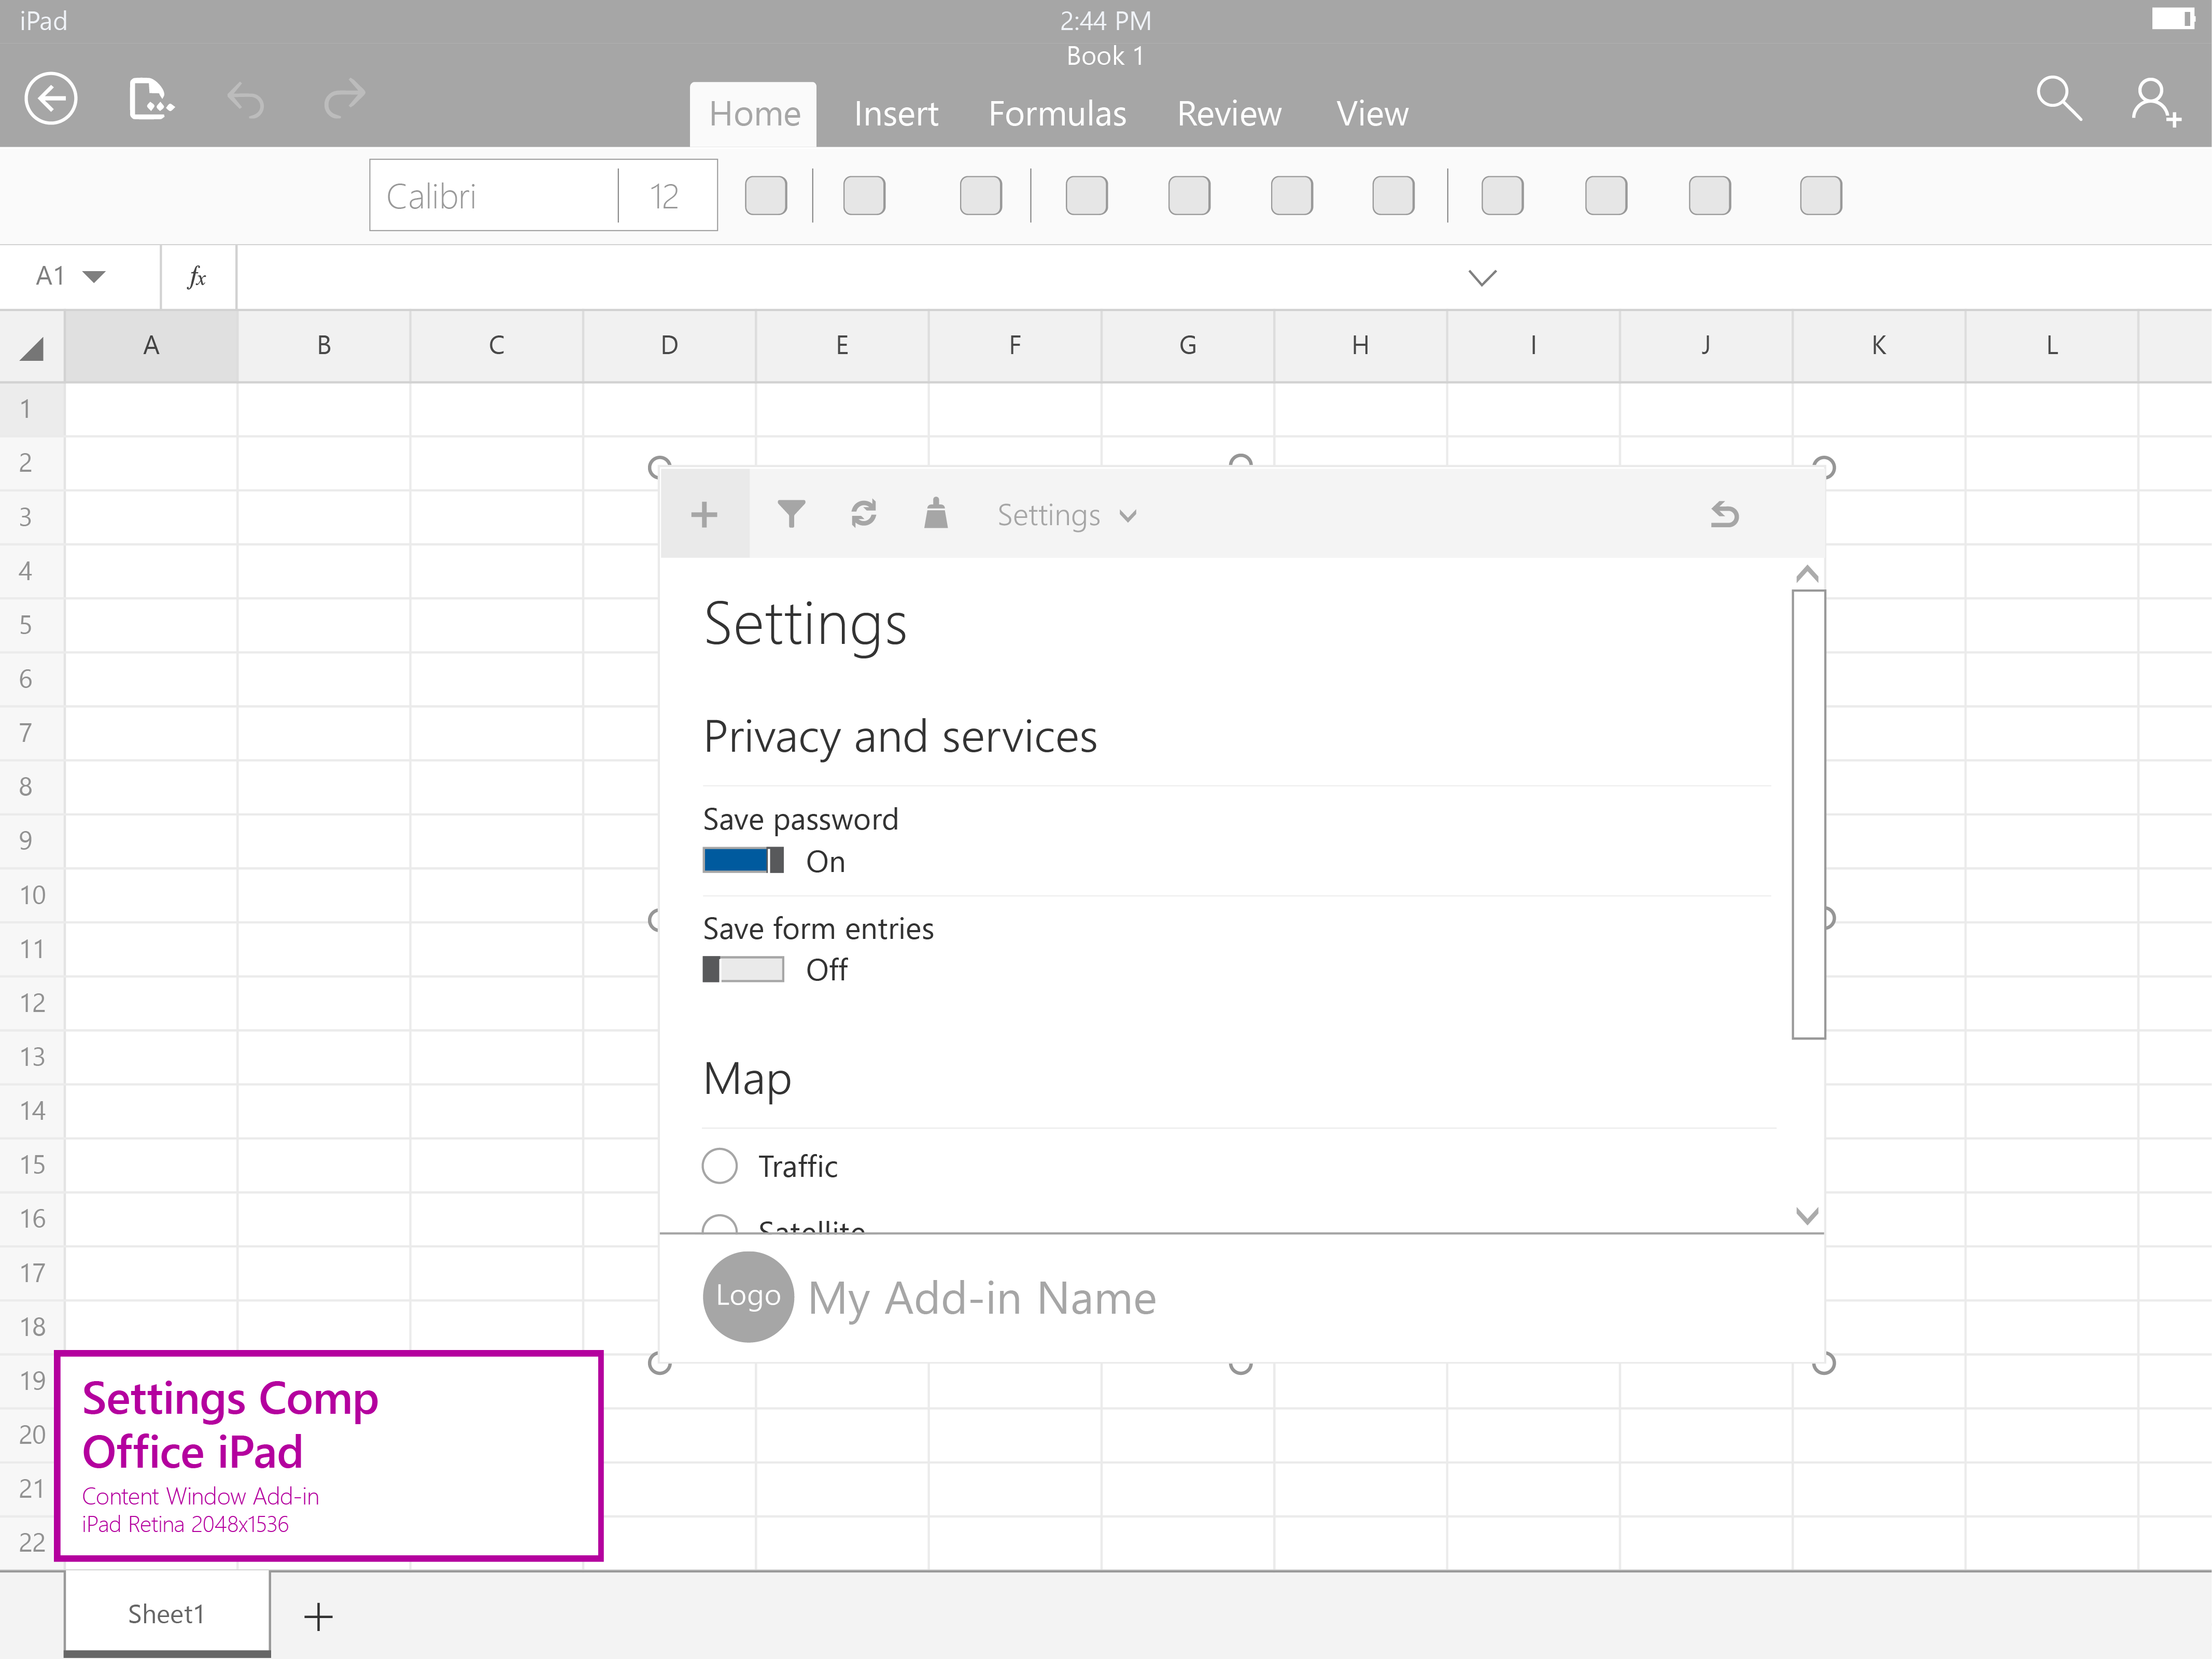 iPad
2:44 PM
Book 1
Home Insert Formulas Review View
Calibri 12
A1 fx
A B C D E F G H I J K L
1
2
3
Settings
4
5
Settings
6
7
Privacy and services
8
Save password
9
On
10
Save form entries
11
Off
12
13
Map
14
15
Traffic
16
Satellite
17
Logo My Add-in Name
18
19
Settings Comp
20
Office iPad
21
Content Window Add-in
iPad Retina 2048x1536
22
Sheet1